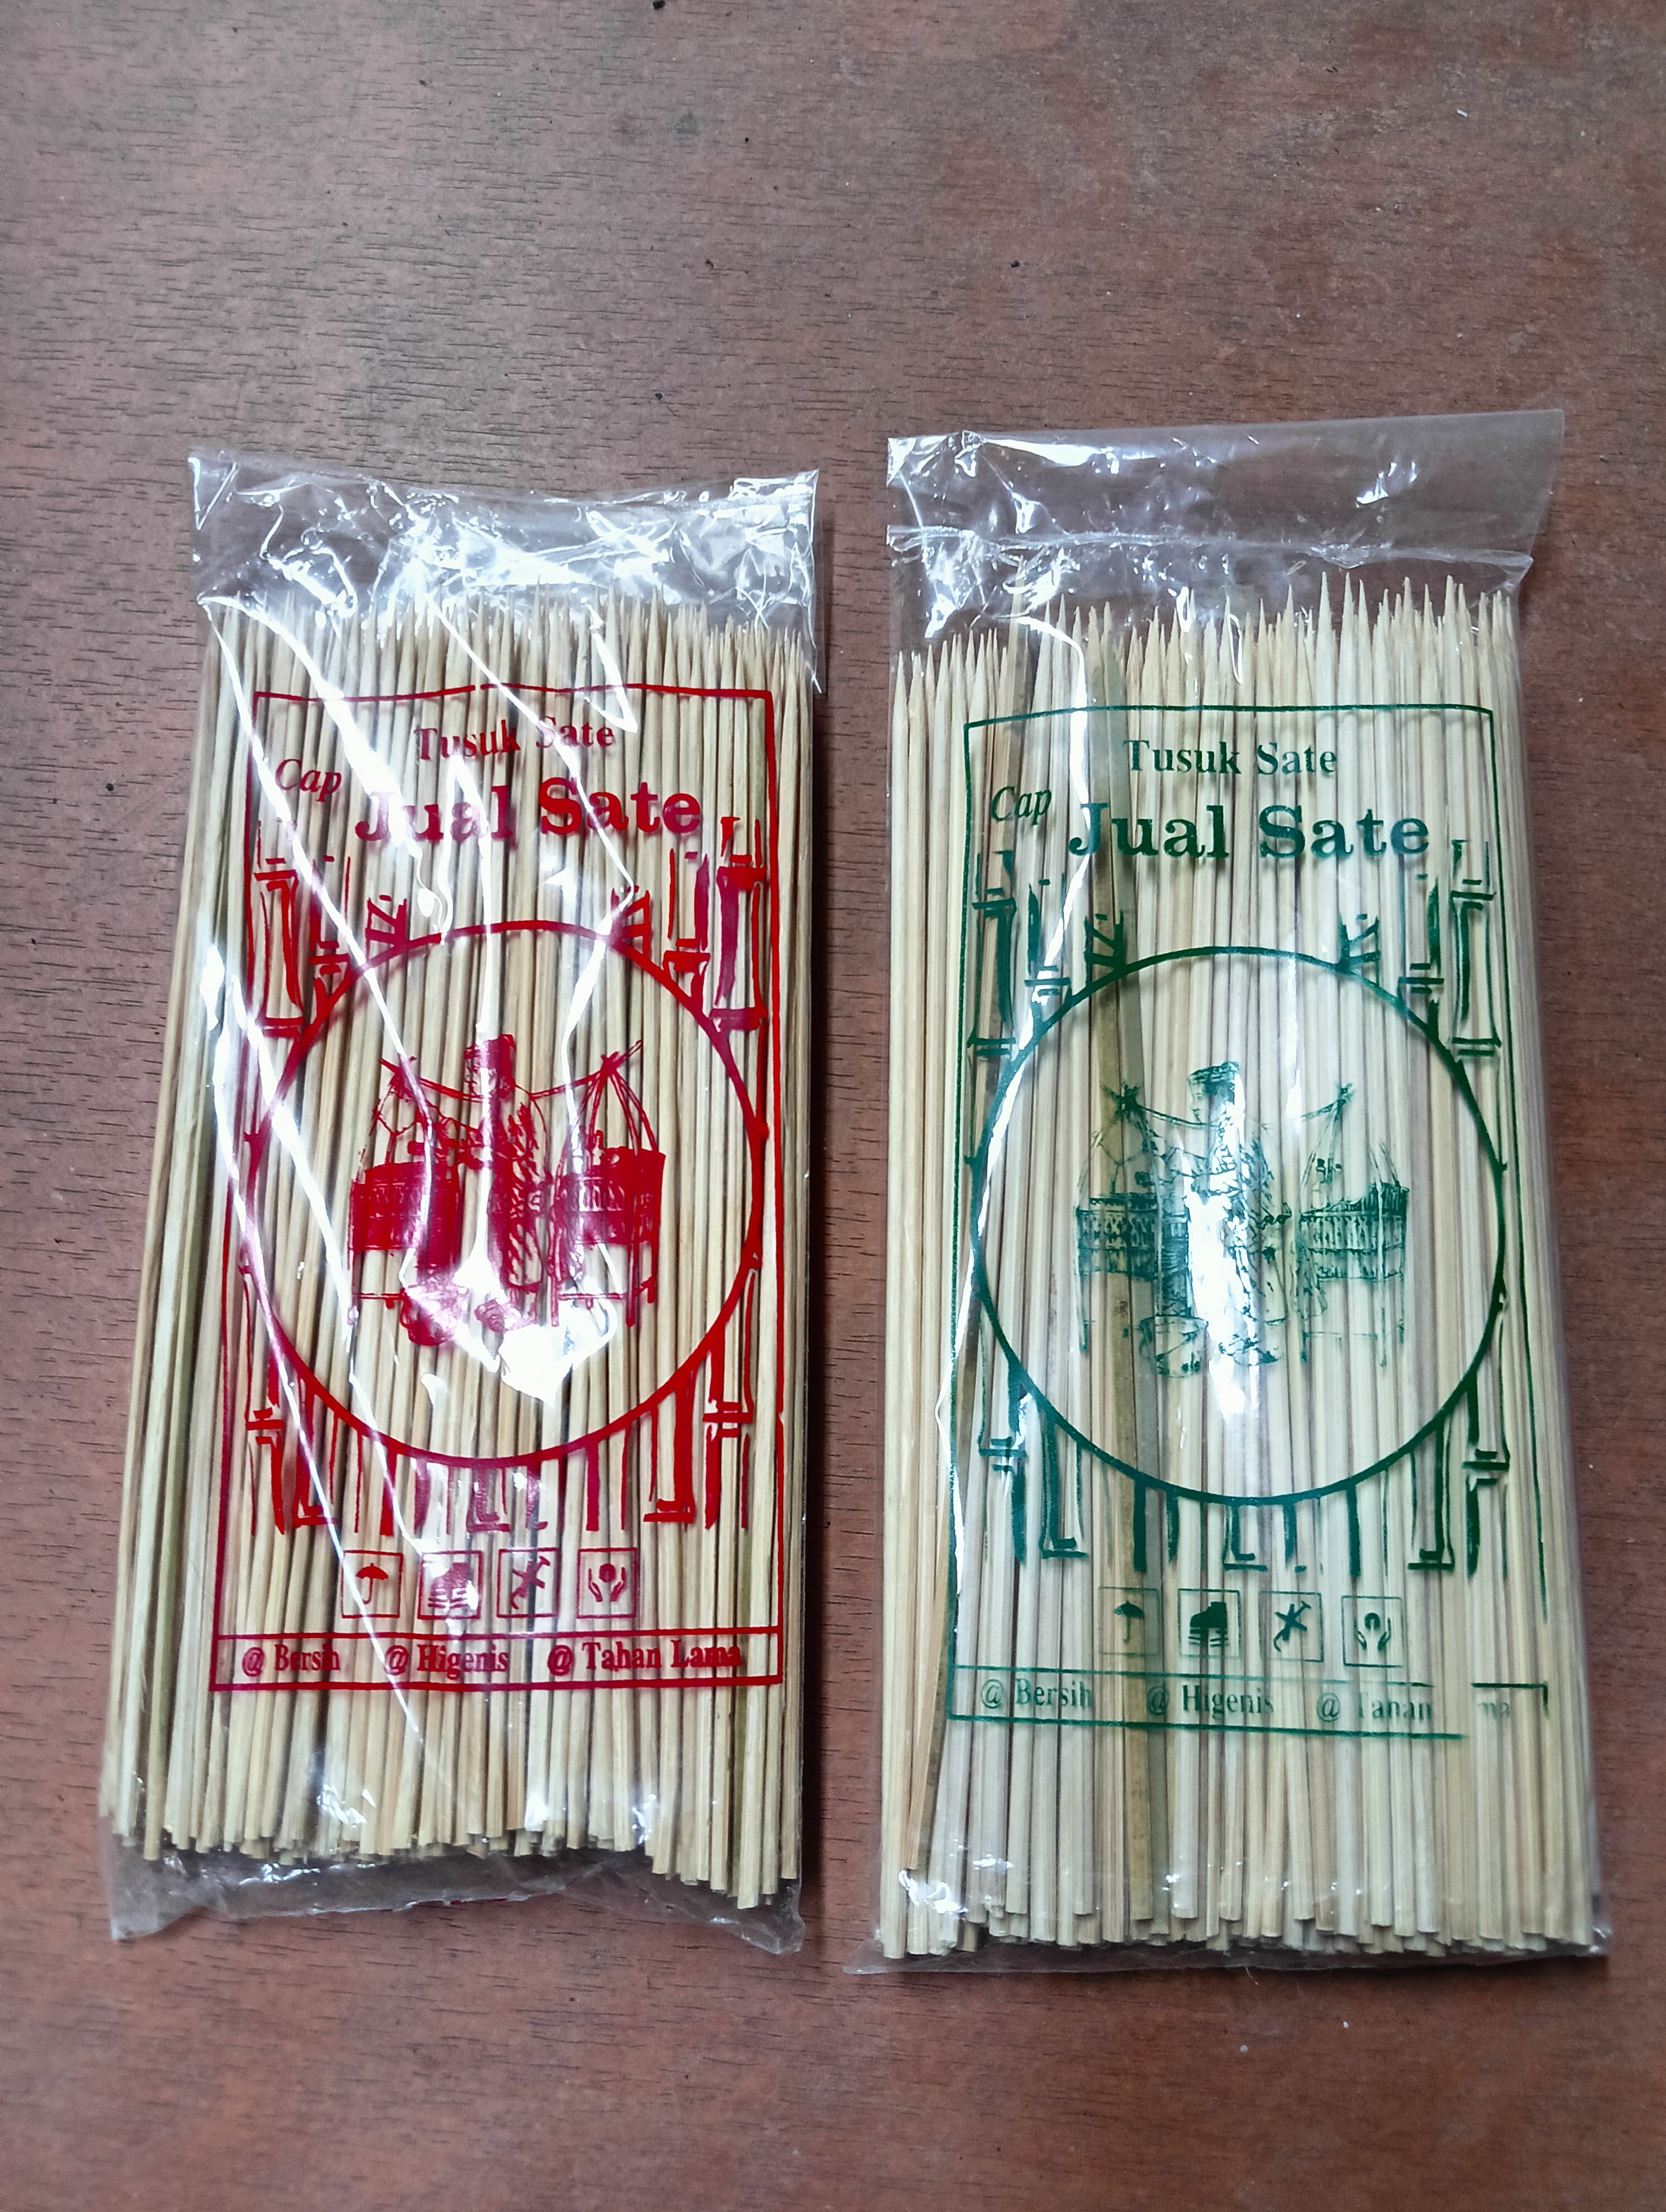 Tusuk Sate
Cap
Jual Sate
@ Bersih @ Higenis @ Tahan Lama
Tusuk Sate
Cap
Jual Sate
@ Bersih @ Higenis @ Tahan